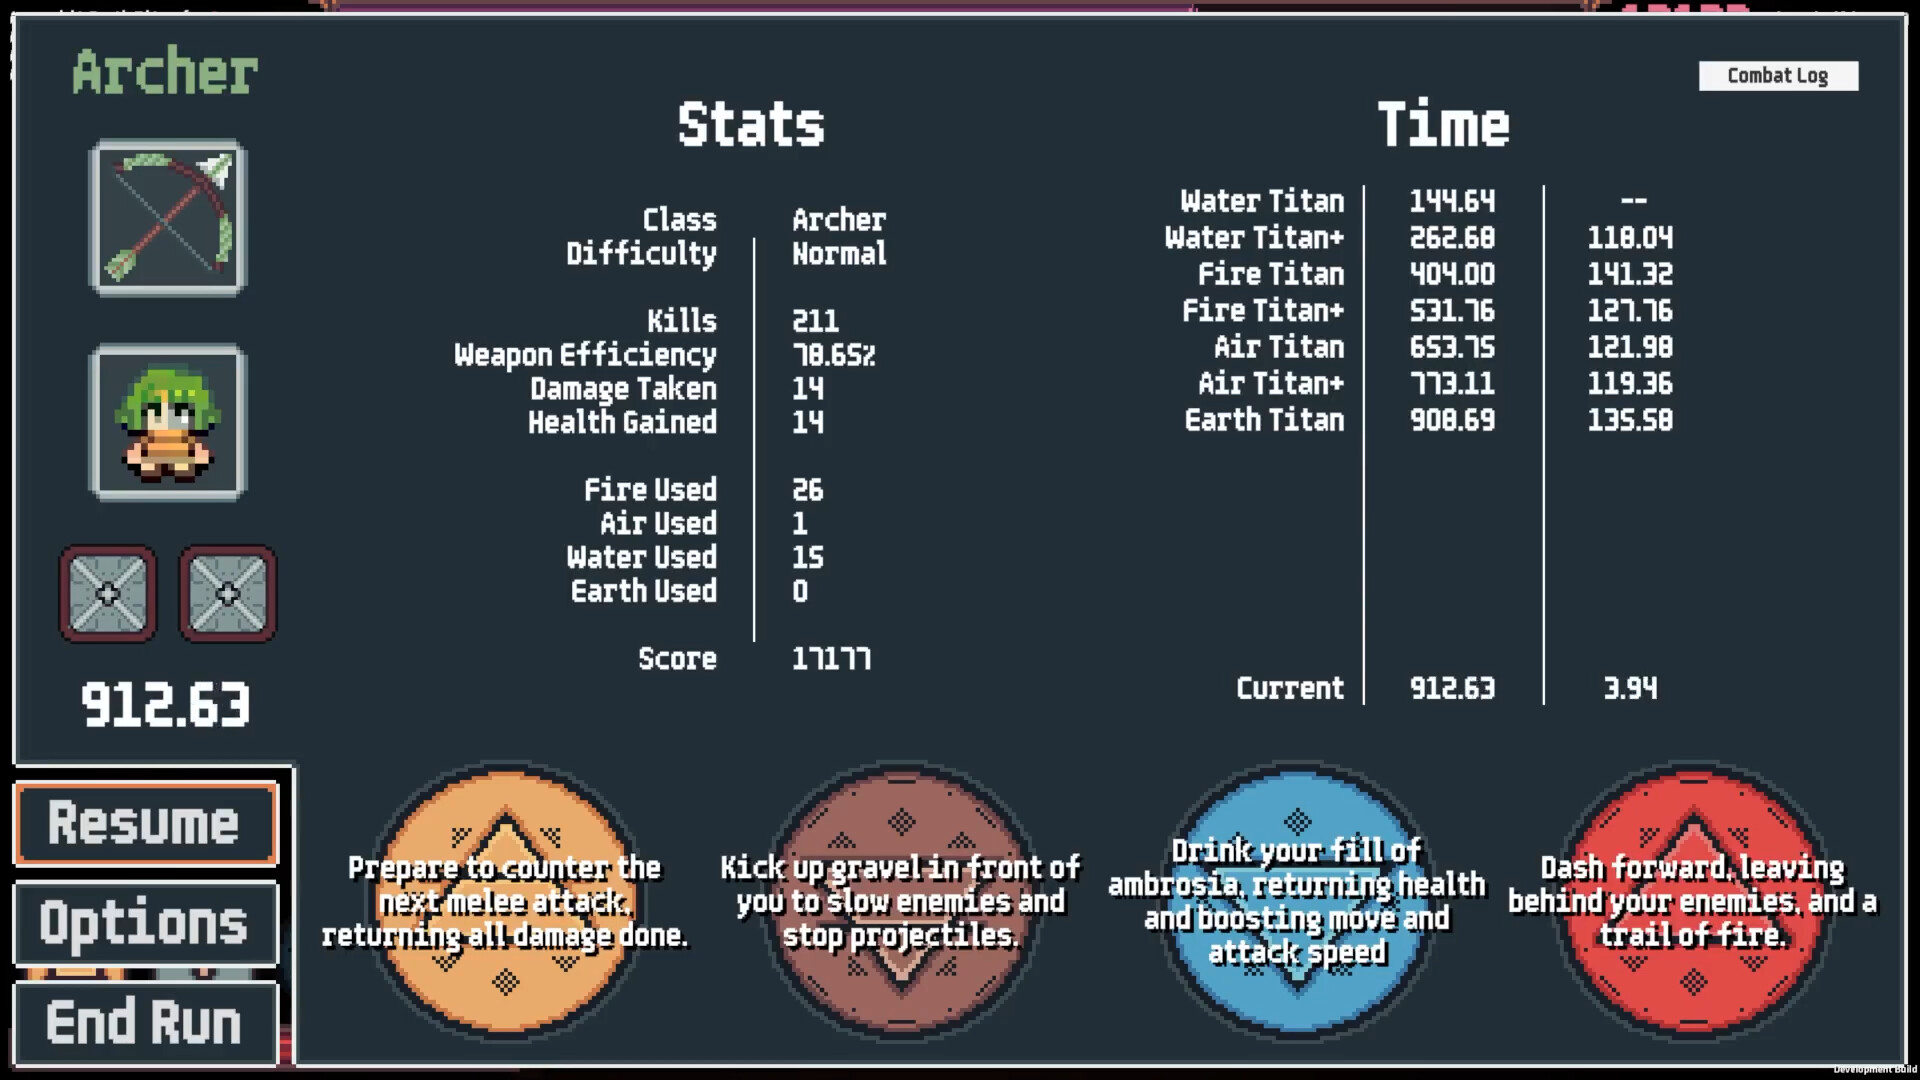 Archer
Combat Log
Stats
Class Archer
Difficulty Normal
Kills 211
Weapon Efficiency 78.65%
Damage Taken 14
Health Gained 14
Fire Used 26
Air Used 1
Water Used 15
Earth Used 0
Score 17177
Time
Water Titan 144.64 --
Water Titan+ 262.68 118.04
Fire Titan 404.00 141.32
Fire Titan+ 531.76 127.76
Air Titan 653.75 121.98
Air Titan+ 773.11 119.36
Earth Titan 908.69 135.58
Current 912.63 3.94
912.63
Resume
Options
End Run
Prepare to counter the
next melee attack,
returning all damage done.
Kick up gravel in front of
you to slow enemies and
stop projectiles.
Drink your fill of
ambrosia, returning health
and boosting move and
attack speed
Dash forward, leaving
behind your enemies, and a
trail of fire.
Development Build